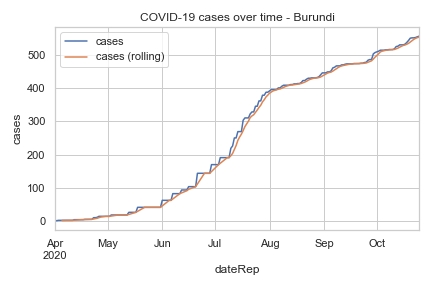 COVID-19 cases over time - Burundi
cases
cases (rolling)
cases
500
400
300
200
100
0
Apr May Jun Jul Aug Sep Oct
2020
dateRep